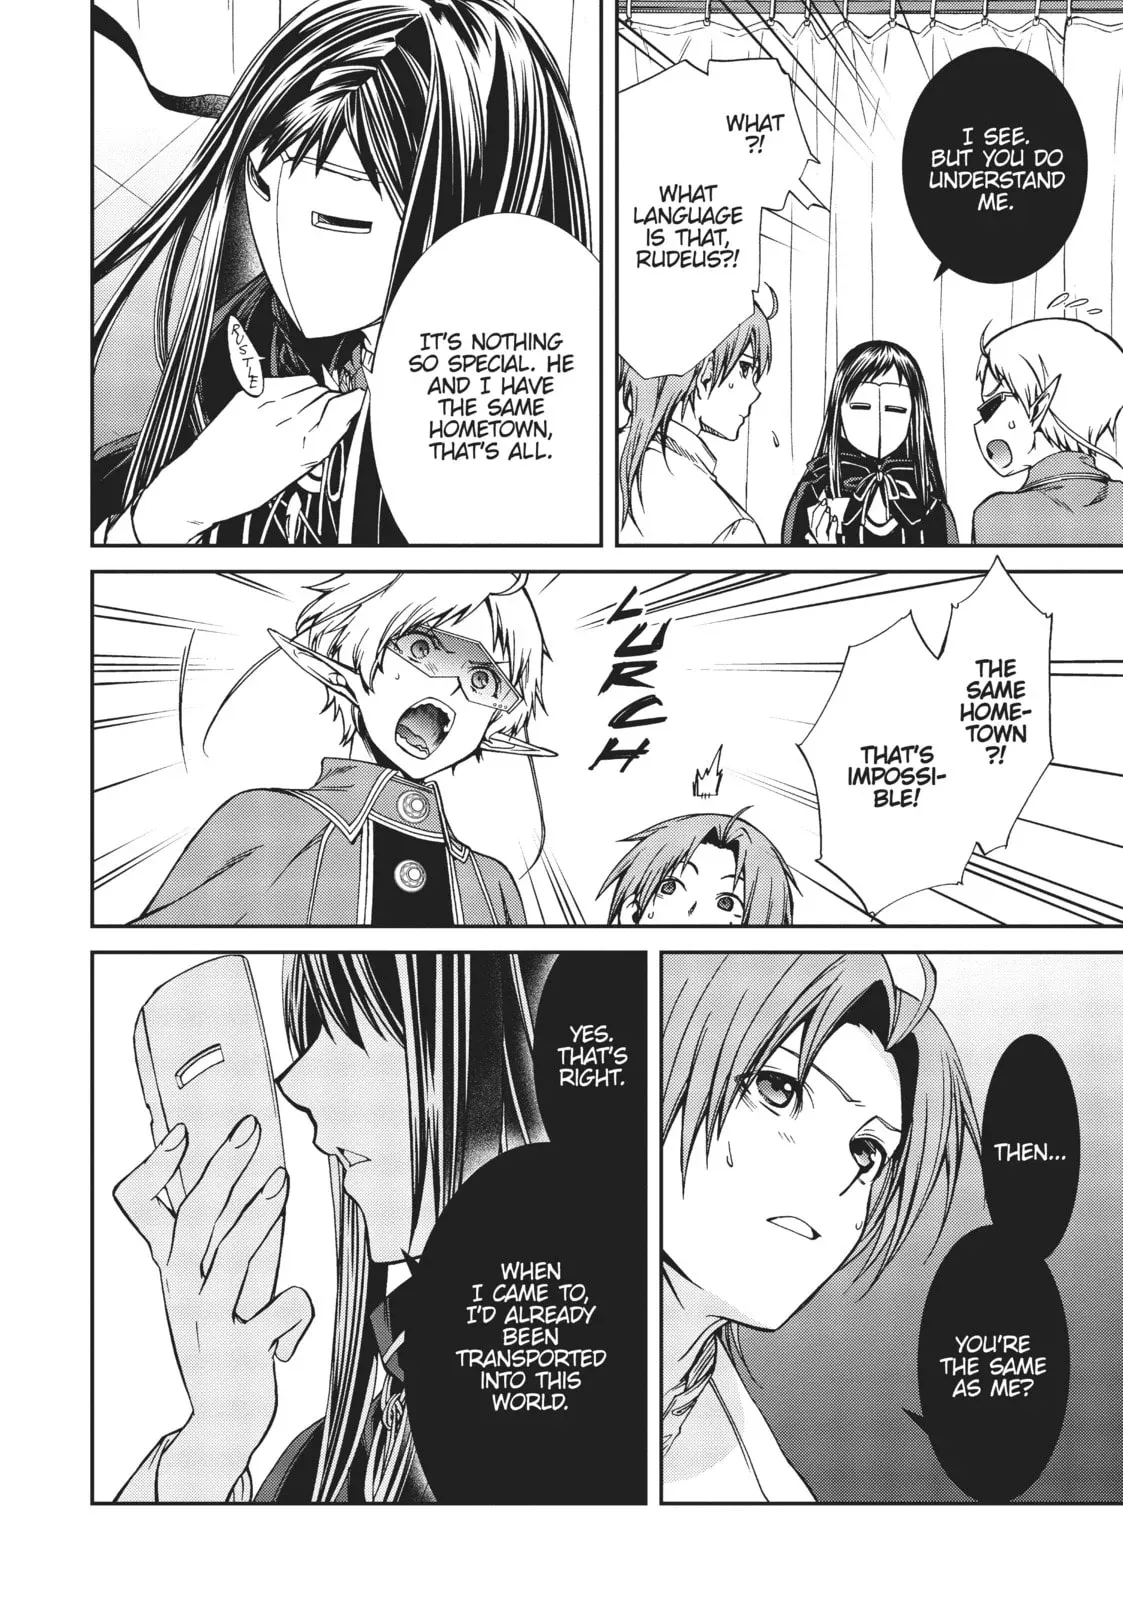 I SEE.
BUT YOU DO
UNDERSTAND
ME.
WHAT
?!
WHAT
LANGUAGE
IS THAT,
RUDEUS?!
IT'S NOTHING
SO SPECIAL. HE
AND I HAVE
THE SAME
HOMETOWN,
THAT'S ALL.
RUSTLE
THE
SAME
HOME-
TOWN
?!
THAT'S
IMPOSSI-
BLE!
LURCH
THEN...
YOU'RE
THE SAME
AS ME?
YES.
THAT'S
RIGHT.
WHEN
I CAME TO,
I'D ALREADY
BEEN
TRANSPORTED
INTO THIS
WORLD.